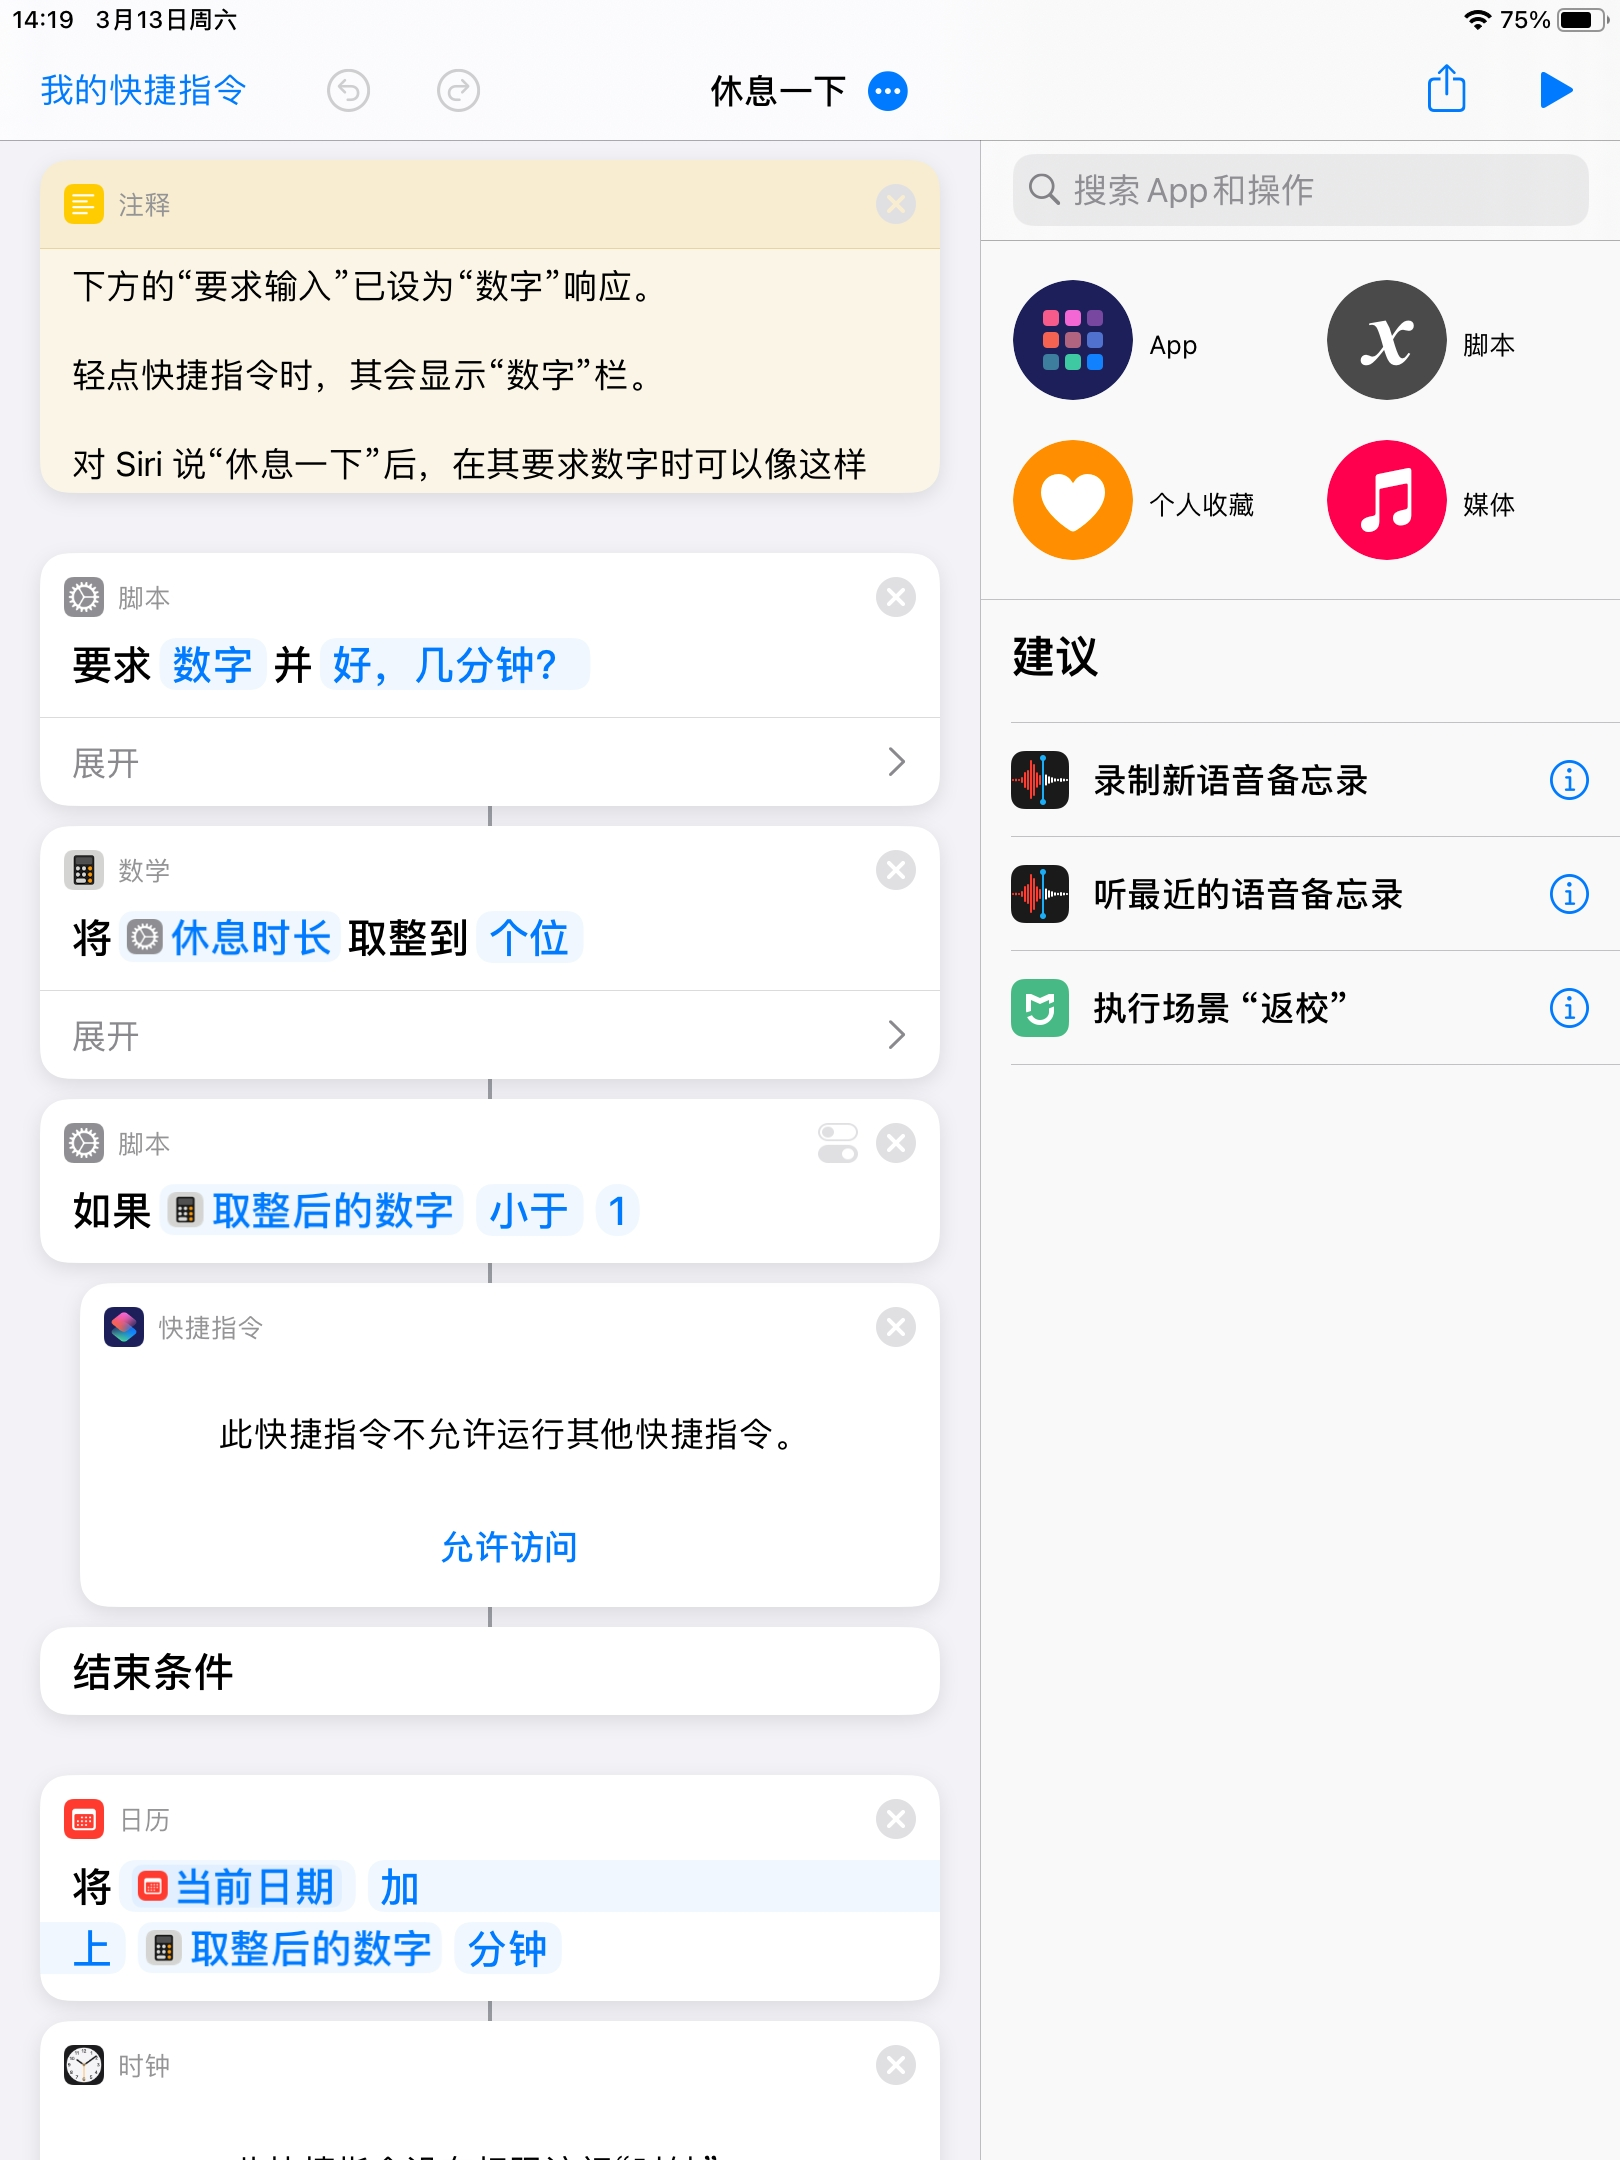 14:19 3月13日周六
75%
我的快捷指令
休息一下
注释
下方的“要求输入”已设为“数字”响应。
轻点快捷指令时，其会显示“数字”栏。
对 Siri 说“休息一下”后，在其要求数字时可以像这样
脚本
要求 数字 并 好，几分钟？
展开
数学
将 休息时长 取整到 个位
展开
脚本
如果 取整后的数字 小于 1
快捷指令
此快捷指令不允许运行其他快捷指令。
允许访问
结束条件
日历
将 当前日期 加
上 取整后的数字 分钟
时钟
搜索 App 和操作
App
脚本
个人收藏
媒体
建议
录制新语音备忘录
听最近的语音备忘录
执行场景 “返校”